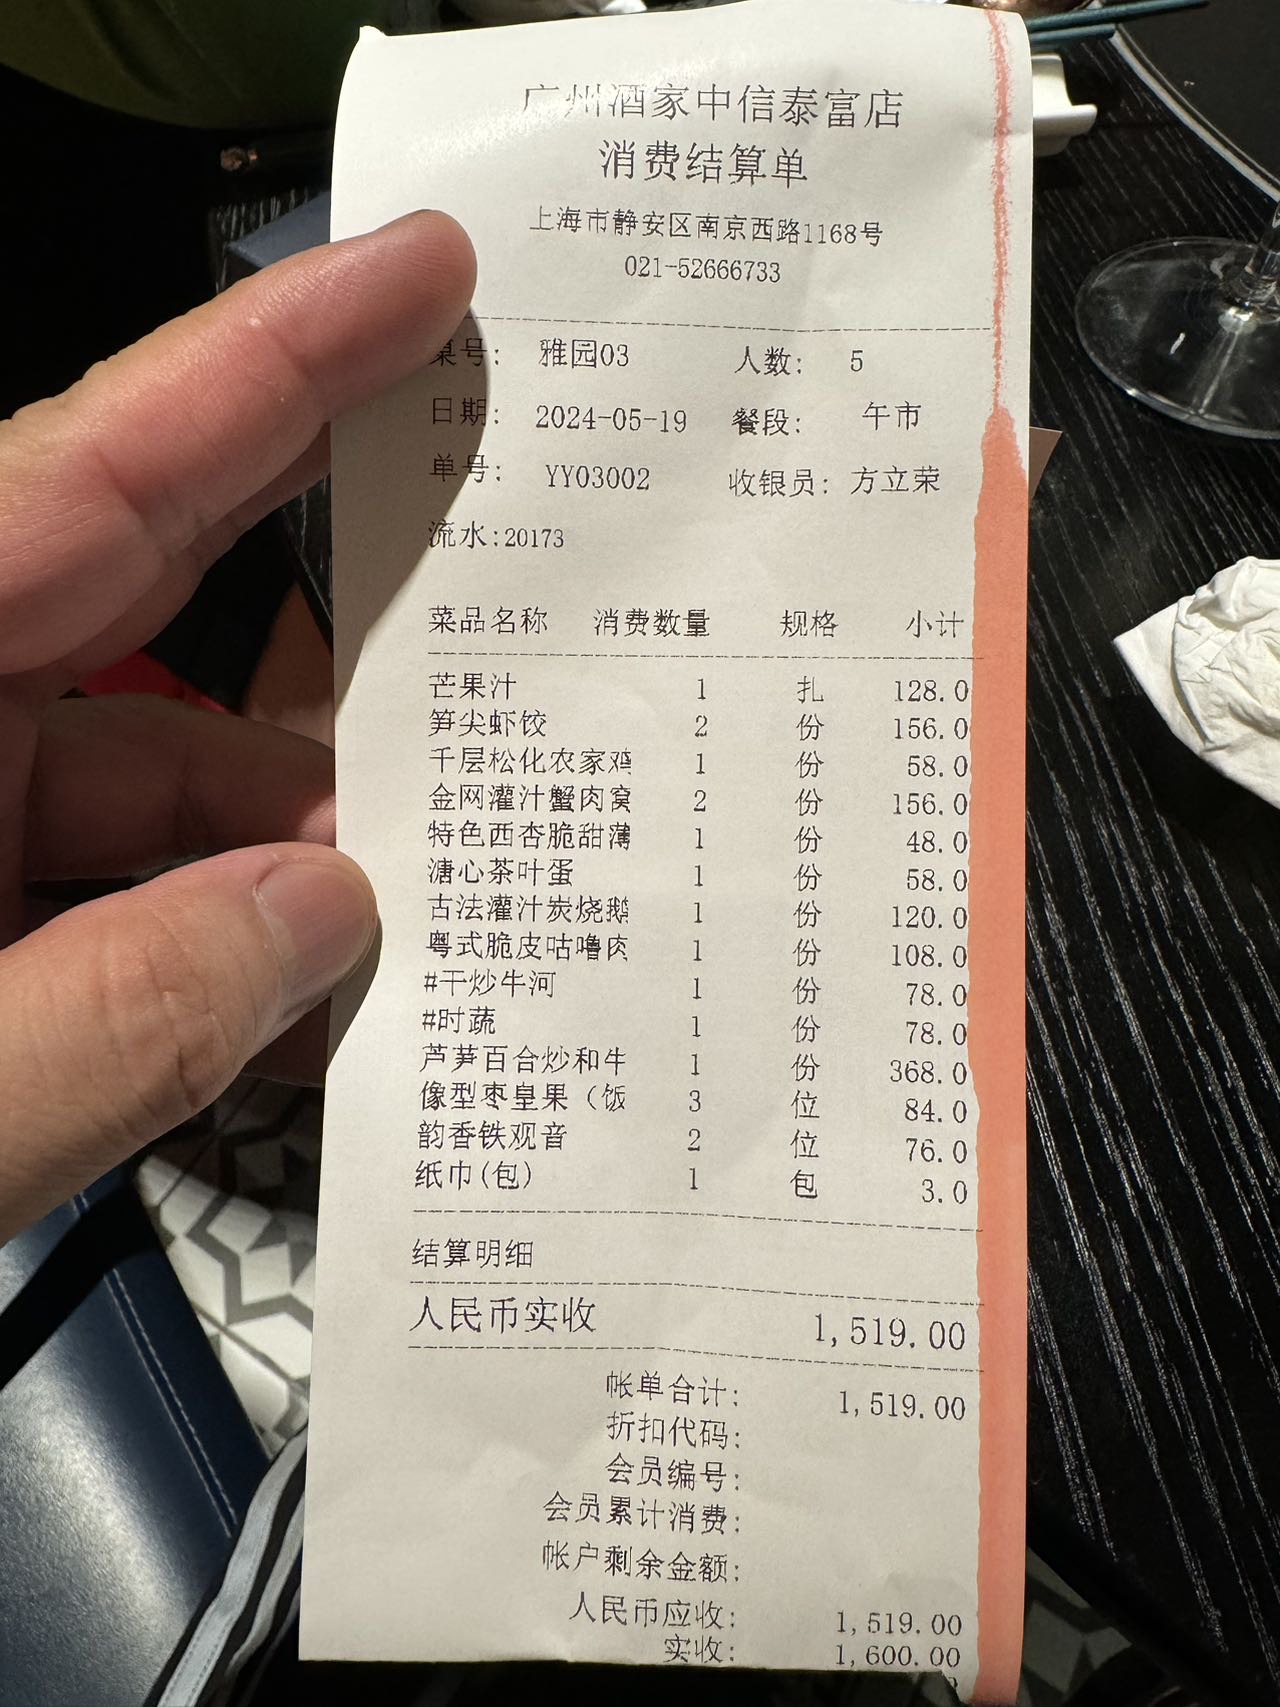 广州酒家中信泰富店
消费结算单
上海市静安区南京西路1168号
021-52666733
桌号: 雅园03 人数: 5
日期: 2024-05-19 餐段: 午市
单号: YY03002 收银员: 方立荣
流水:20173
菜品名称 消费数量 规格 小计
芒果汁 1 扎 128.0
笋尖虾饺 2 份 156.0
千层松化农家鸡 1 份 58.0
金网灌汁蟹肉窝 2 份 156.0
特色西杏脆甜薄 1 份 48.0
溏心茶叶蛋 1 份 58.0
古法灌汁炭烧鹅 1 份 120.0
粤式脆皮咕噜肉 1 份 108.0
#干炒牛河 1 份 78.0
#时蔬 1 份 78.0
芦笋百合炒和牛 1 份 368.0
像型枣皇果（饭 3 位 84.0
韵香铁观音 2 位 76.0
纸巾(包) 1 包 3.0
结算明细
人民币实收 1,519.00
帐单合计: 1,519.00
折扣代码:
会员编号:
会员累计消费:
帐户剩余金额:
人民币应收: 1,519.00
实收: 1,600.00